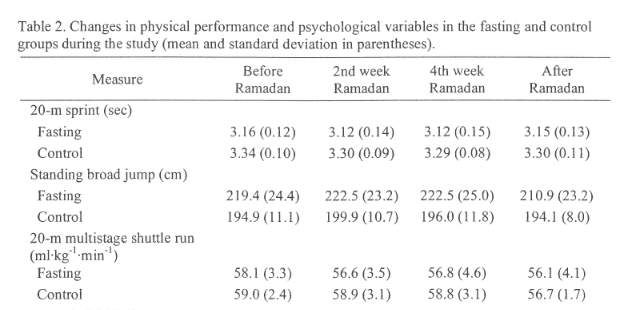 Table 2. Changes in physical performance and psychological variables in the fasting and control
groups during the study (mean and standard deviation in parentheses).
Measure Before Ramadan 2nd week Ramadan 4th week Ramadan After Ramadan
20-m sprint (sec)
Fasting 3.16 (0.12) 3.12 (0.14) 3.12 (0.15) 3.15 (0.13)
Control 3.34 (0.10) 3.30 (0.09) 3.29 (0.08) 3.30 (0.11)
Standing broad jump (cm)
Fasting 219.4 (24.4) 222.5 (23.2) 222.5 (25.0) 210.9 (23.2)
Control 194.9 (11.1) 199.9 (10.7) 196.0 (11.8) 194.1 (8.0)
20-m multistage shuttle run
(ml·kg⁻¹·min⁻¹)
Fasting 58.1 (3.3) 56.6 (3.5) 56.8 (4.6) 56.1 (4.1)
Control 59.0 (2.4) 58.9 (3.1) 58.8 (3.1) 56.7 (1.7)